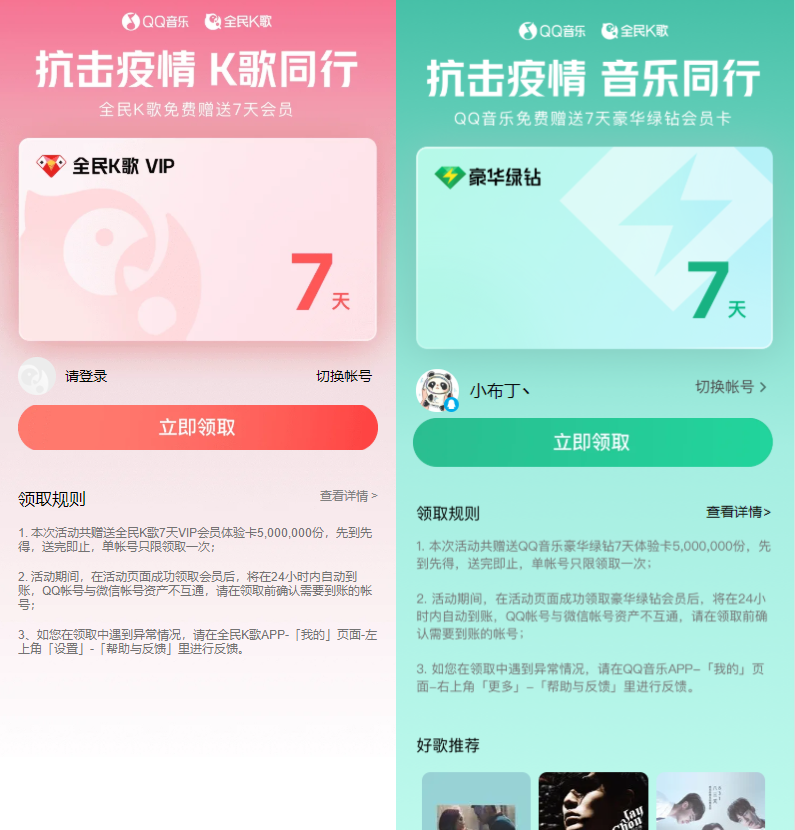 QQ音乐 全民K歌
抗击疫情 K歌同行
全民K歌免费赠送7天会员
全民K歌 VIP
7天
请登录
切换帐号
立即领取
领取规则
查看详情 >
1. 本次活动共赠送全民K歌7天VIP会员体验卡5,000,000份，先到先
得，送完即止，单帐号只限领取一次；
2. 活动期间，在活动页面成功领取会员后，将在24小时内自动到
账，QQ帐号与微信帐号资产不互通，请在领取前确认需要到账的帐
号；
3、如您在领取中遇到异常情况，请在全民K歌APP-「我的」页面-左
上角「设置」-「帮助与反馈」里进行反馈。
QQ音乐 全民K歌
抗击疫情 音乐同行
QQ音乐免费赠送7天豪华绿钻会员卡
豪华绿钻
7天
小布丁丶
切换帐号 >
立即领取
领取规则
查看详情>
1. 本次活动共赠送QQ音乐豪华绿钻7天体验卡5,000,000份，先
到先得，送完即止，单帐号只限领取一次；
2. 活动期间，在活动页面成功领取豪华绿钻会员后，将在24小
时内自动到账，QQ帐号与微信帐号资产不互通，请在领取前确
认需要到账的帐号；
3. 如您在领取中遇到异常情况，请在QQ音乐APP-「我的」页
面-右上角「更多」-「帮助与反馈」里进行反馈。
好歌推荐
Jay
Chou